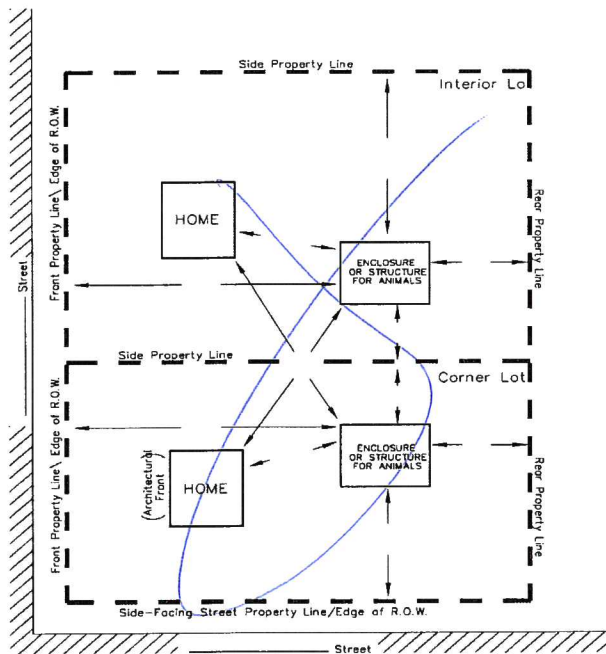 Side Property Line
Interior Lo
Front Property Line\ Edge of R.O.W.
Rear Property Line
HOME
ENCLOSURE
OR STRUCTURE
FOR ANIMALS
Street
Side Property Line
Corner Lot
Front Property Line\ Edge of R.O.W.
(Architectural
Front)
HOME
ENCLOSURE
OR STRUCTURE
FOR ANIMALS
Rear Property Line
Side-Facing Street Property Line/Edge of R.O.W.
Street